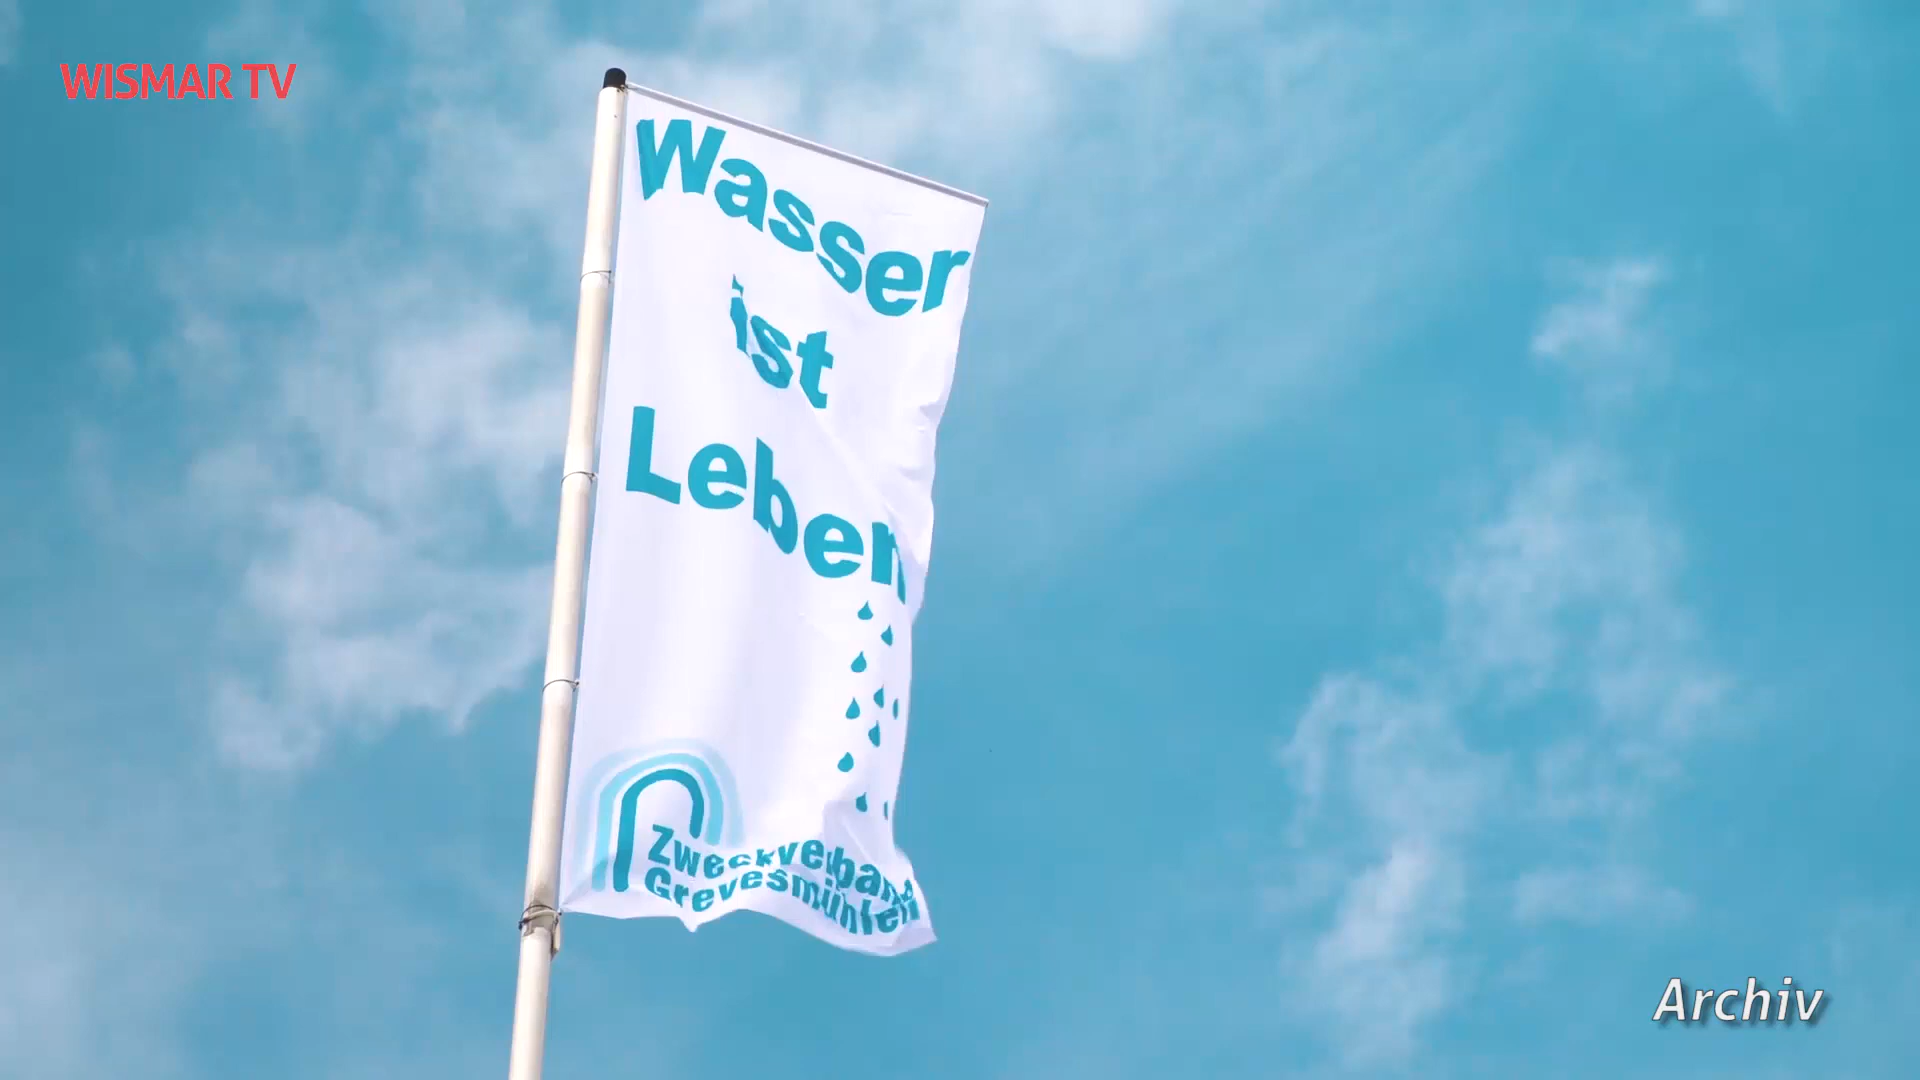 WISMAR TV
Wasser
ist
Leben
Zweckverband
Grevesmühlen
Archiv